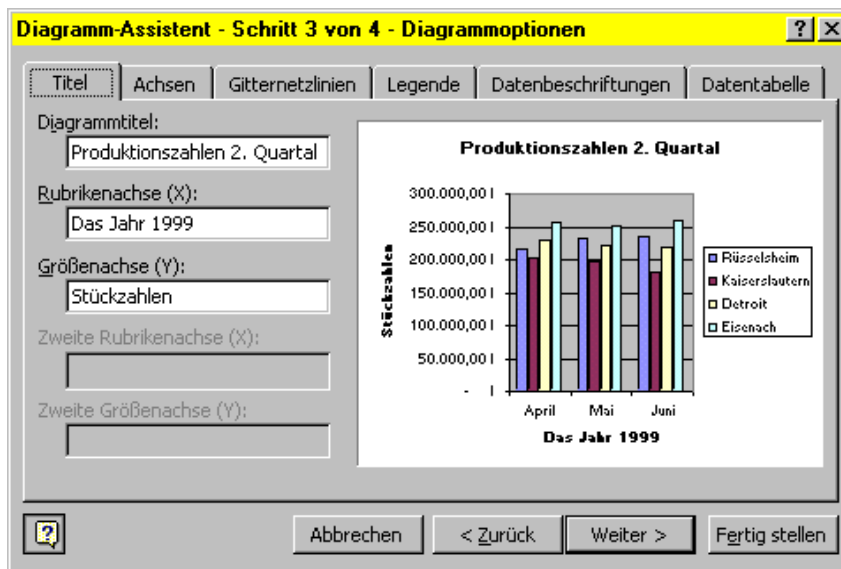 Diagramm-Assistent - Schritt 3 von 4 - Diagrammoptionen
Titel Achsen Gitternetzlinien Legende Datenbeschriftungen Datentabelle
Diagrammtitel:
Produktionszahlen 2. Quartal
Rubrikenachse (X):
Das Jahr 1999
Größenachse (Y):
Stückzahlen
Zweite Rubrikenachse (X):
Zweite Größenachse (Y):
Produktionszahlen 2. Quartal
Stückzahlen
300.000,00
250.000,00
200.000,00
150.000,00
100.000,00
50.000,00
-
April Mai Juni
Das Jahr 1999
Rüsselsheim
Kaiserslautern
Detroit
Eisenach
Abbrechen < Zurück Weiter > Fertig stellen